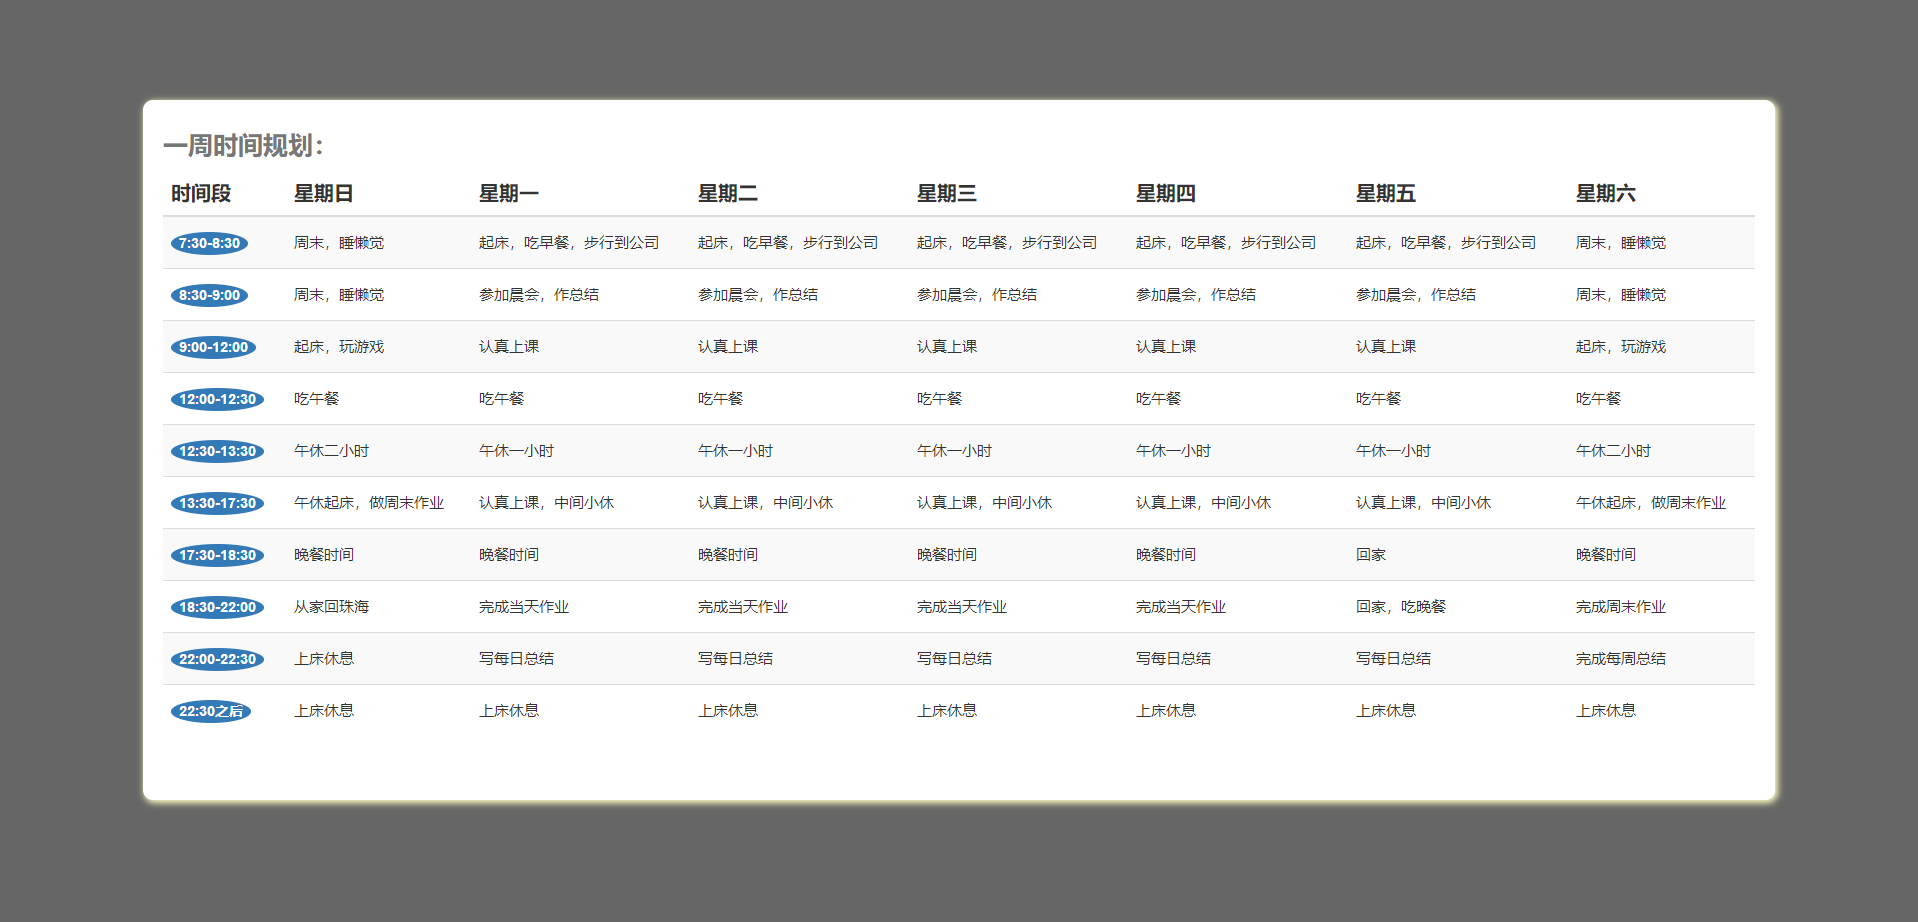 一周时间规划：
时间段 星期日 星期一 星期二 星期三 星期四 星期五 星期六
7:30-8:30 周末，睡懒觉 起床，吃早餐，步行到公司 起床，吃早餐，步行到公司 起床，吃早餐，步行到公司 起床，吃早餐，步行到公司 起床，吃早餐，步行到公司 周末，睡懒觉
8:30-9:00 周末，睡懒觉 参加晨会，作总结 参加晨会，作总结 参加晨会，作总结 参加晨会，作总结 参加晨会，作总结 周末，睡懒觉
9:00-12:00 起床，玩游戏 认真上课 认真上课 认真上课 认真上课 认真上课 起床，玩游戏
12:00-12:30 吃午餐 吃午餐 吃午餐 吃午餐 吃午餐 吃午餐 吃午餐
12:30-13:30 午休二小时 午休一小时 午休一小时 午休一小时 午休一小时 午休一小时 午休二小时
13:30-17:30 午休起床，做周末作业 认真上课，中间小休 认真上课，中间小休 认真上课，中间小休 认真上课，中间小休 认真上课，中间小休 午休起床，做周末作业
17:30-18:30 晚餐时间 晚餐时间 晚餐时间 晚餐时间 晚餐时间 回家 晚餐时间
18:30-22:00 从家回珠海 完成当天作业 完成当天作业 完成当天作业 完成当天作业 回家，吃晚餐 完成周末作业
22:00-22:30 上床休息 写每日总结 写每日总结 写每日总结 写每日总结 写每日总结 完成每周总结
22:30之后 上床休息 上床休息 上床休息 上床休息 上床休息 上床休息 上床休息